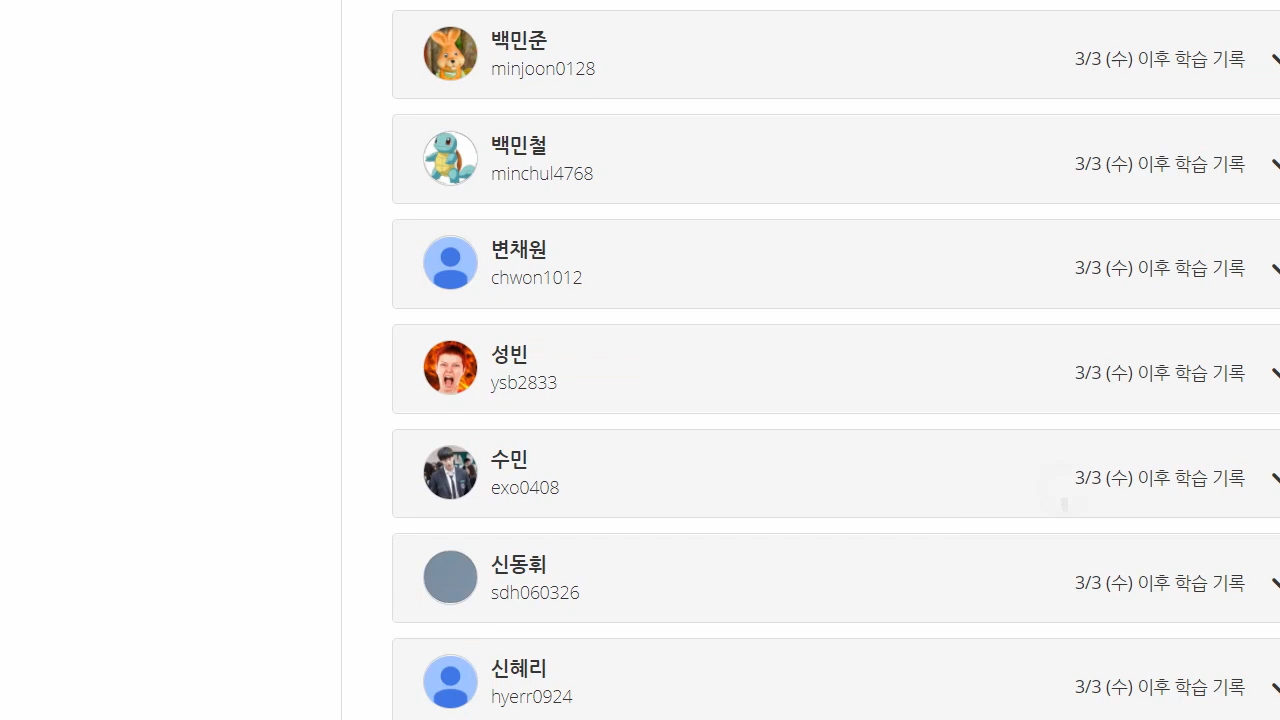 백민준
minjoon0128
3/3 (수) 이후 학습 기록
백민철
minchul4768
3/3 (수) 이후 학습 기록
변채원
chwon1012
3/3 (수) 이후 학습 기록
성빈
ysb2833
3/3 (수) 이후 학습 기록
수민
exo0408
3/3 (수) 이후 학습 기록
신동휘
sdh060326
3/3 (수) 이후 학습 기록
신혜리
hyerr0924
3/3 (수) 이후 학습 기록